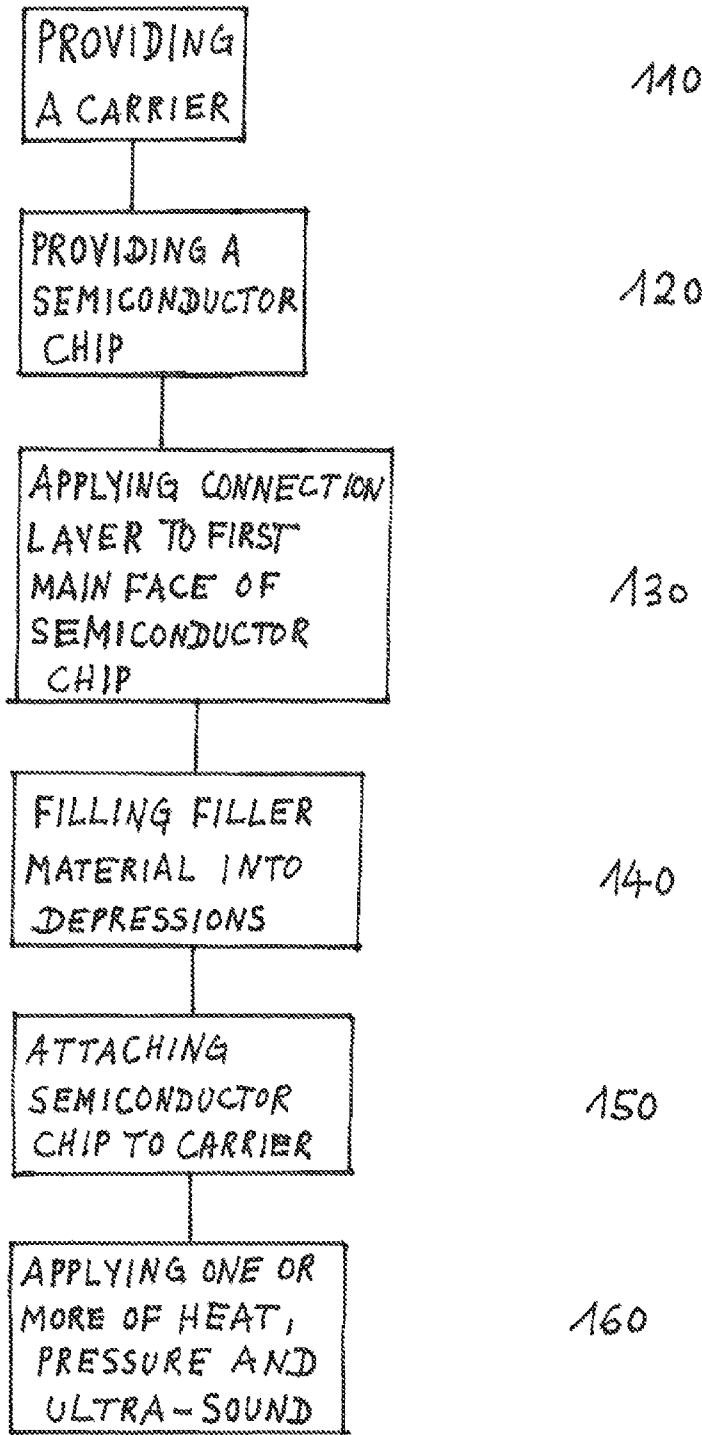 PROVIDING
A CARRIER
110
PROVIDING A
SEMICONDUCTOR
CHIP
120
APPLYING CONNECTION
LAYER TO FIRST
MAIN FACE OF
SEMICONDUCTOR
CHIP
130
FILLING FILLER
MATERIAL INTO
DEPRESSIONS
140
ATTACHING
SEMICONDUCTOR
CHIP TO CARRIER
150
APPLYING ONE OR
MORE OF HEAT,
PRESSURE AND
ULTRA-SOUND
160